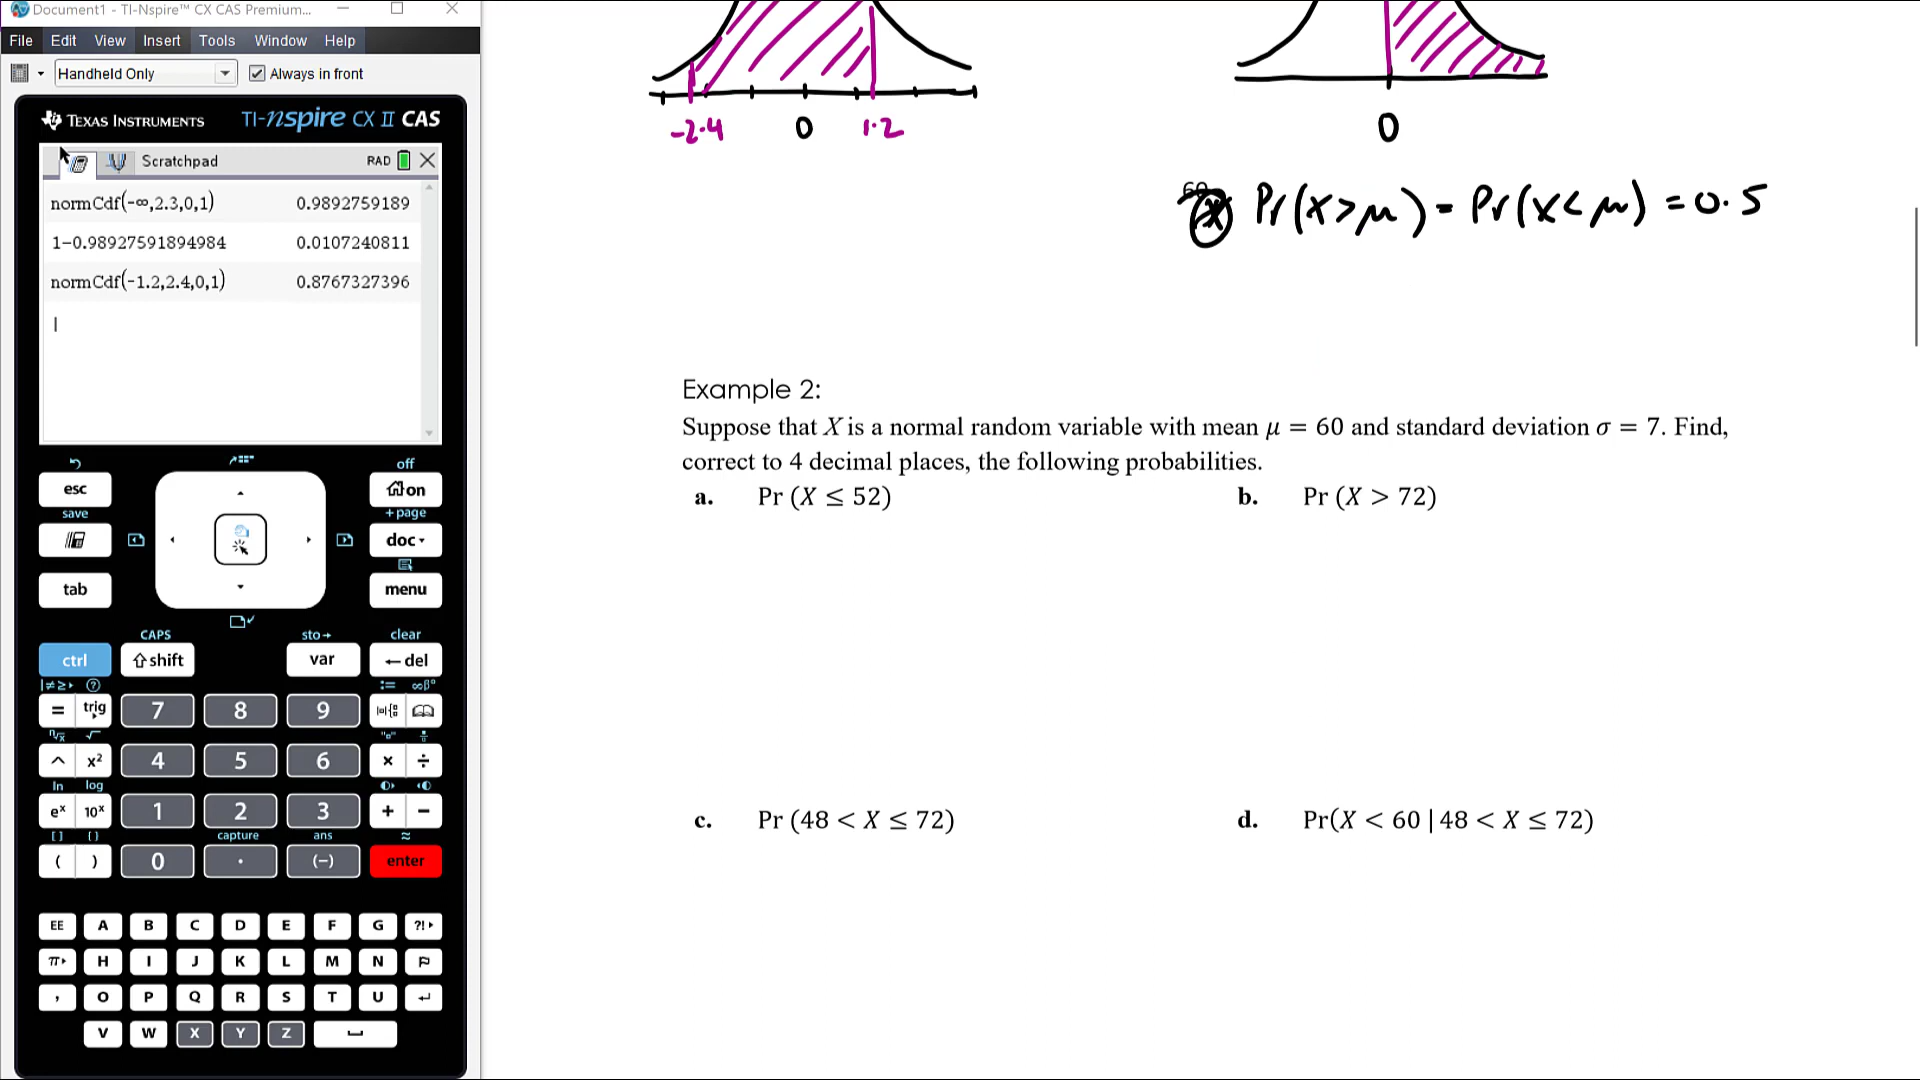 Document1 - TI-Nspire™ CX CAS Premium...
File Edit View Insert Tools Window Help
Handheld Only
Always in front
TEXAS INSTRUMENTS TI-nspire CX II CAS
Scratchpad RAD
normCdf(-∞,2.3,0,1) 0.9892759189
1-0.98927591894984 0.0107240811
normCdf(-1.2,2.4,0,1) 0.8767327396
off
esc on
save + page
doc
tab menu
CAPS sto→ clear
ctrl shift var ←del
= trig 7 8 9
^ x² 4 5 6 × ÷
ln log
eˣ 10ˣ 1 2 3 + −
[ ] { } capture ans ≈
( ) 0 . (−) enter
EE A B C D E F G ?!▸
π▸ H I J K L M N
, O P Q R S T U ↵
V W X Y Z
-2.4 0 1.2
0
Pr(X>μ) = Pr(X<μ) = 0.5
Example 2:
Suppose that X is a normal random variable with mean μ = 60 and standard deviation σ = 7. Find,
correct to 4 decimal places, the following probabilities.
a. Pr (X ≤ 52) b. Pr (X > 72)
c. Pr (48 < X ≤ 72) d. Pr(X < 60 | 48 < X ≤ 72)